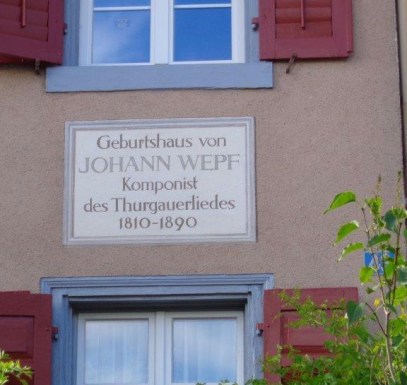 Geburtshaus von
JOHANN WEPF
Komponist
des Thurgauerliedes
1810-1890